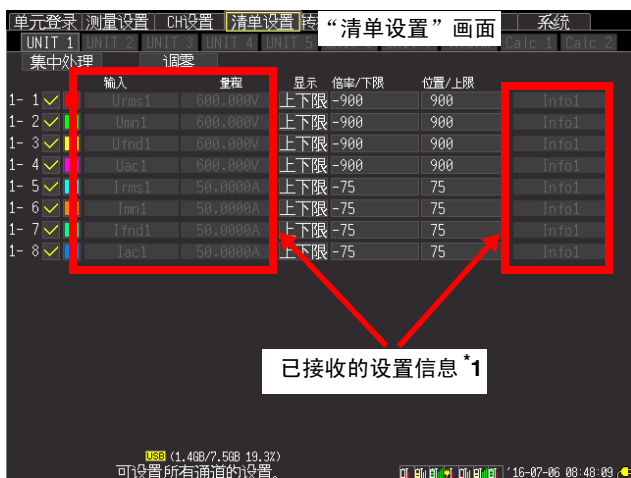 单元登录 测量设置 CH设置 清单设置 转 “清单设置”画面 系统
UNIT 1 UNIT 2 UNIT 3 UNIT 4 UNIT 5 Calc 1 Calc 2
集中处理 调零
输入 量程 显示 倍率/下限 位置/上限
1- 1 Urms1 600.000V 上下限 -900 900 Info1
1- 2 Umn1 600.000V 上下限 -900 900 Info1
1- 3 Ufnd1 600.000V 上下限 -900 900 Info1
1- 4 Uac1 600.000V 上下限 -900 900 Info1
1- 5 Irms1 50.0000A 上下限 -75 75 Info1
1- 6 Imn1 50.0000A 上下限 -75 75 Info1
1- 7 Ifnd1 50.0000A 上下限 -75 75 Info1
1- 8 Iac1 50.0000A 上下限 -75 75 Info1
已接收的设置信息 *1
USB (1.4GB/7.5GB 19.3%)
可设置所有通道的设置。 '16-07-06 08:48:09